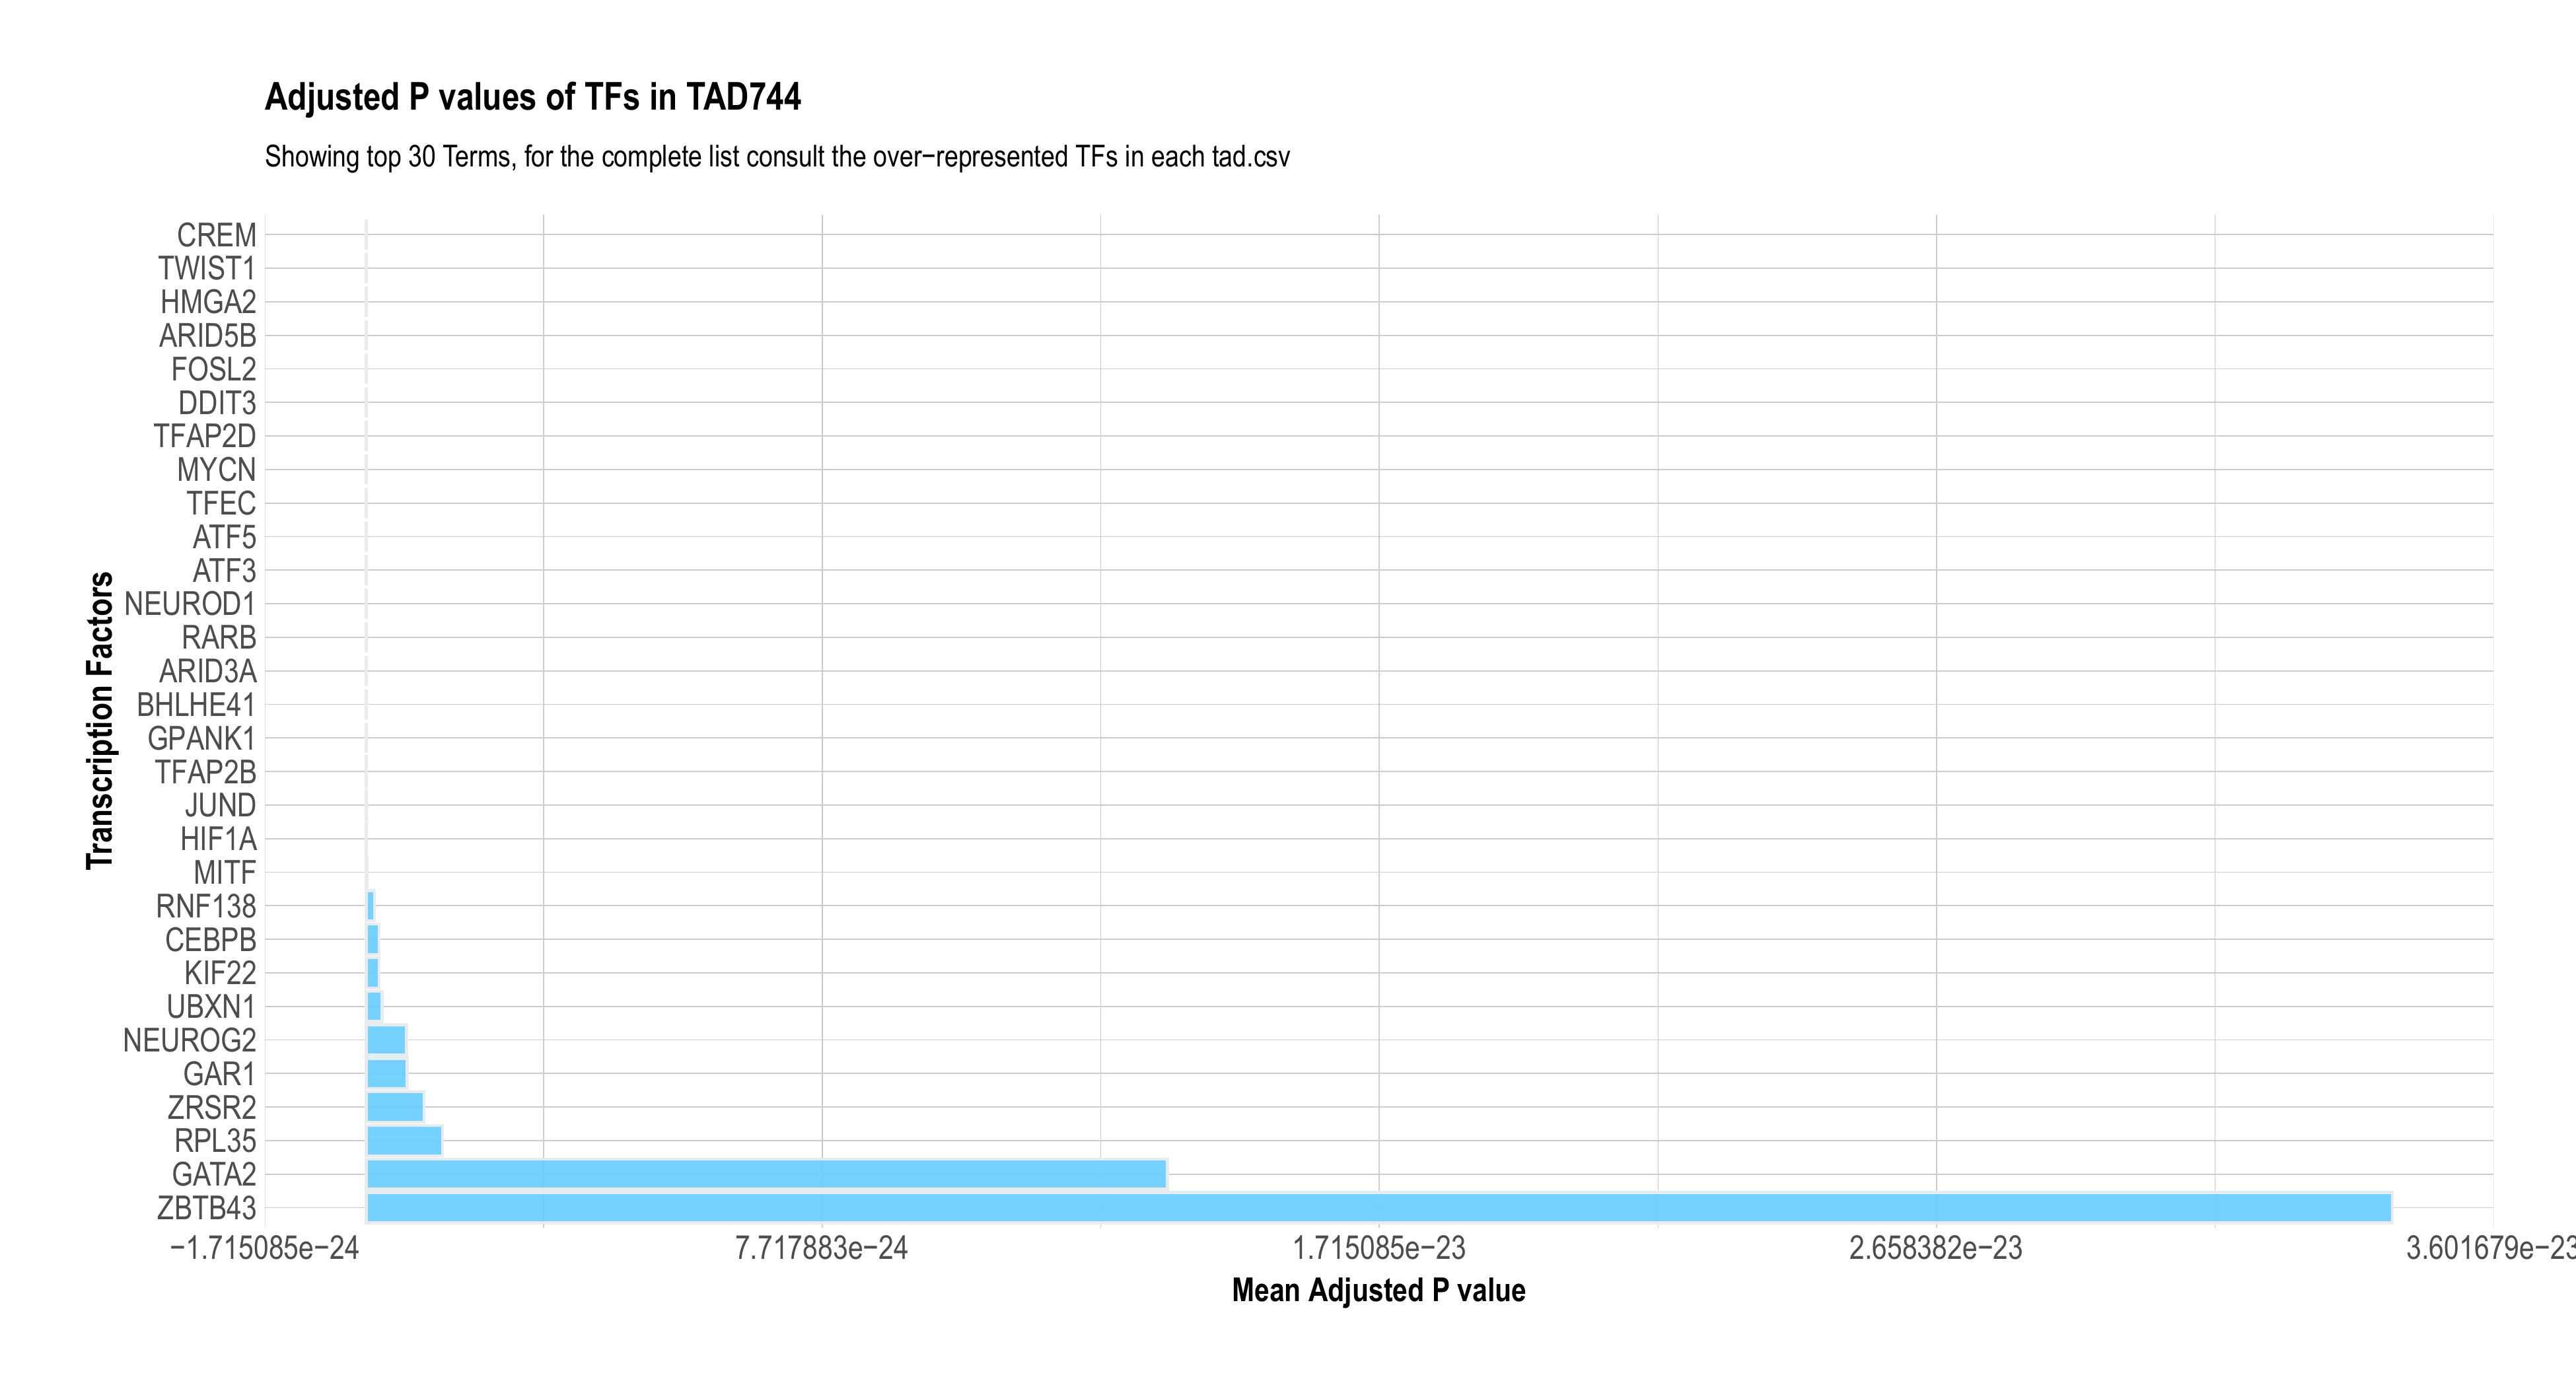 Adjusted P values of TFs in TAD744
Showing top 30 Terms, for the complete list consult the over−represented TFs in each tad.csv
Transcription Factors
CREM
TWIST1
HMGA2
ARID5B
FOSL2
DDIT3
TFAP2D
MYCN
TFEC
ATF5
ATF3
NEUROD1
RARB
ARID3A
BHLHE41
GPANK1
TFAP2B
JUND
HIF1A
MITF
RNF138
CEBPB
KIF22
UBXN1
NEUROG2
GAR1
ZRSR2
RPL35
GATA2
ZBTB43
−1.715085e−24 7.717883e−24 1.715085e−23 2.658382e−23 3.601679e−23
Mean Adjusted P value